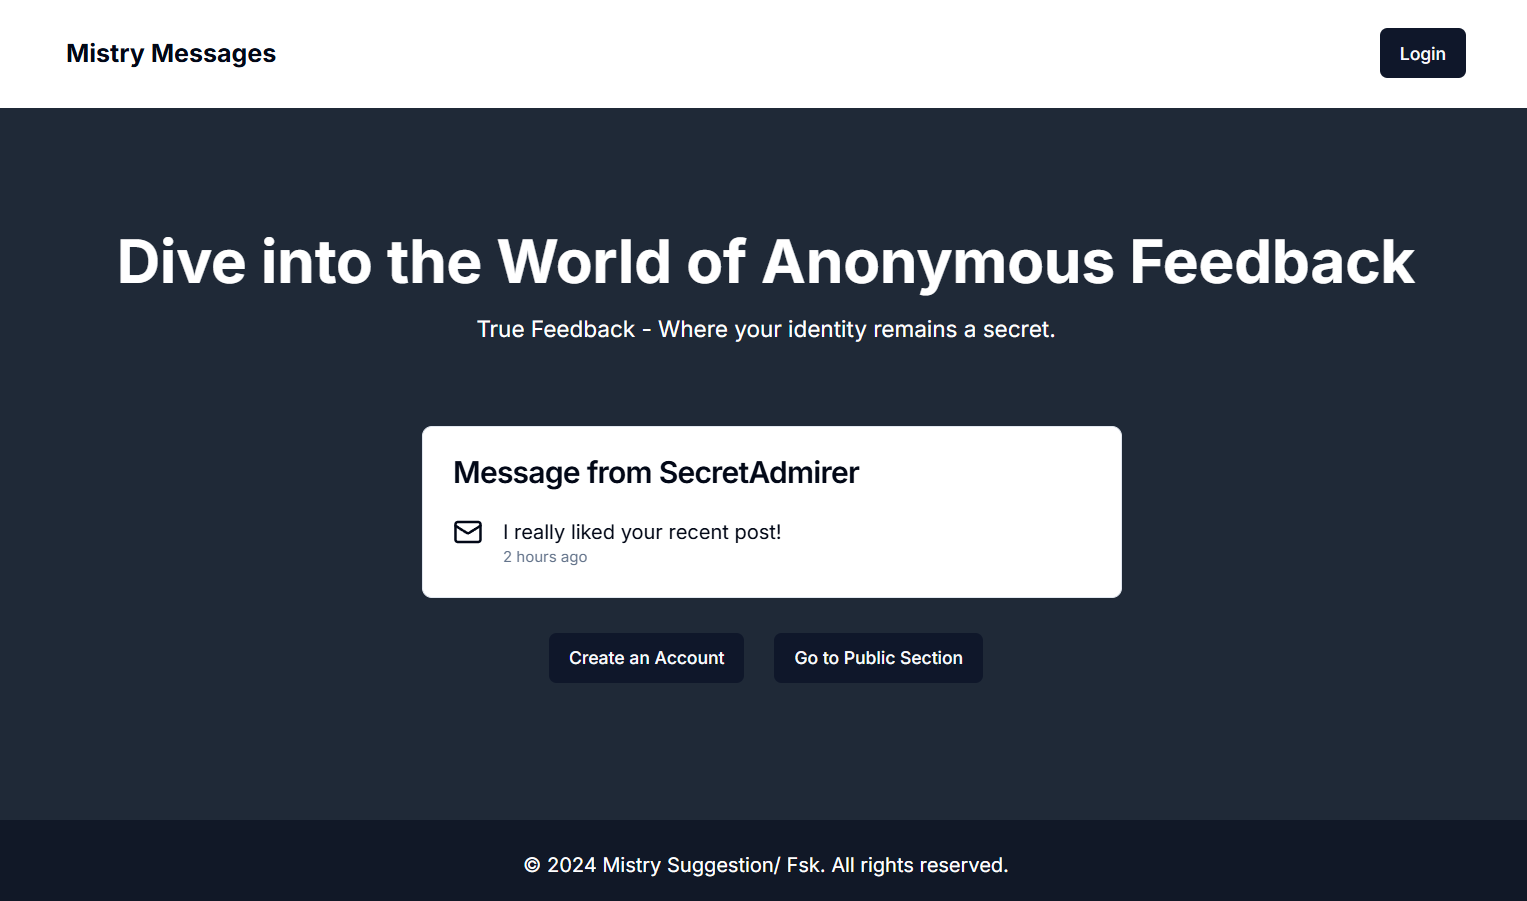 Mistry Messages
Login
Dive into the World of Anonymous Feedback
True Feedback - Where your identity remains a secret.
Message from SecretAdmirer
I really liked your recent post!
2 hours ago
Create an Account
Go to Public Section
© 2024 Mistry Suggestion/ Fsk. All rights reserved.